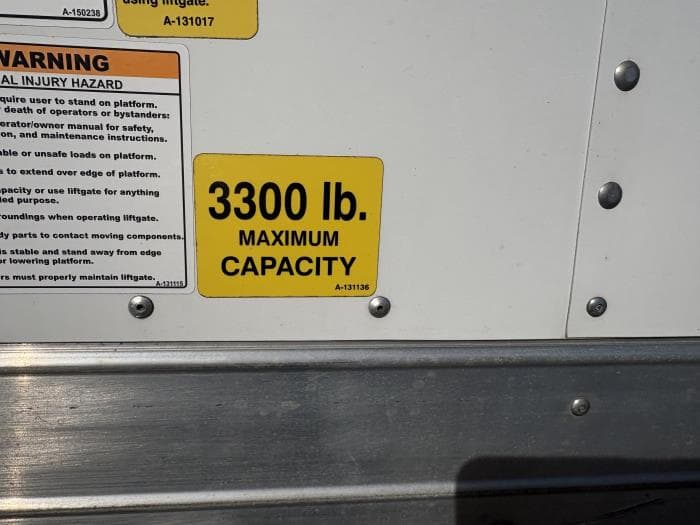 A-150238
using liftgate.
A-131017
WARNING
AL INJURY HAZARD
quire user to stand on platform.
death of operators or bystanders:
erator/owner manual for safety,
on, and maintenance instructions.
able or unsafe loads on platform.
s to extend over edge of platform.
pacity or use liftgate for anything
ded purpose.
roundings when operating liftgate.
dy parts to contact moving components.
is stable and stand away from edge
or lowering platform.
rs must properly maintain liftgate.
A-131115
3300 lb.
MAXIMUM
CAPACITY
A-131136